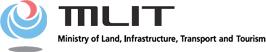 MLIT
Ministry of Land, Infrastructure, Transport and Tourism